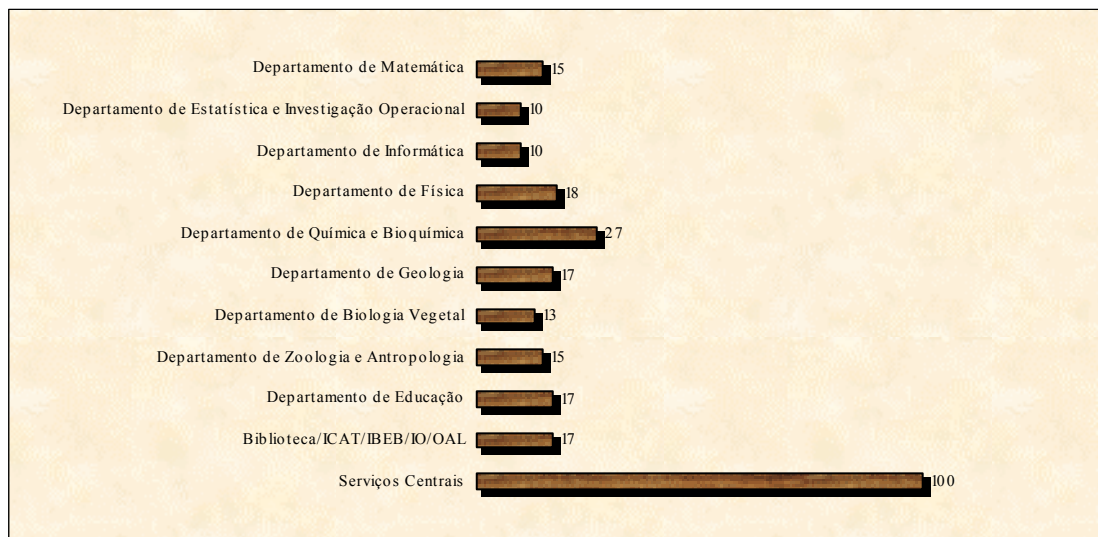 Departamento de Matemática 15
Departamento de Estatística e Investigação Operacional 10
Departamento de Informática 10
Departamento de Física 18
Departamento de Química e Bioquímica 27
Departamento de Geologia 17
Departamento de Biologia Vegetal 13
Departamento de Zoologia e Antropologia 15
Departamento de Educação 17
Biblioteca/ICAT/IBEB/IO/OAL 17
Serviços Centrais 100